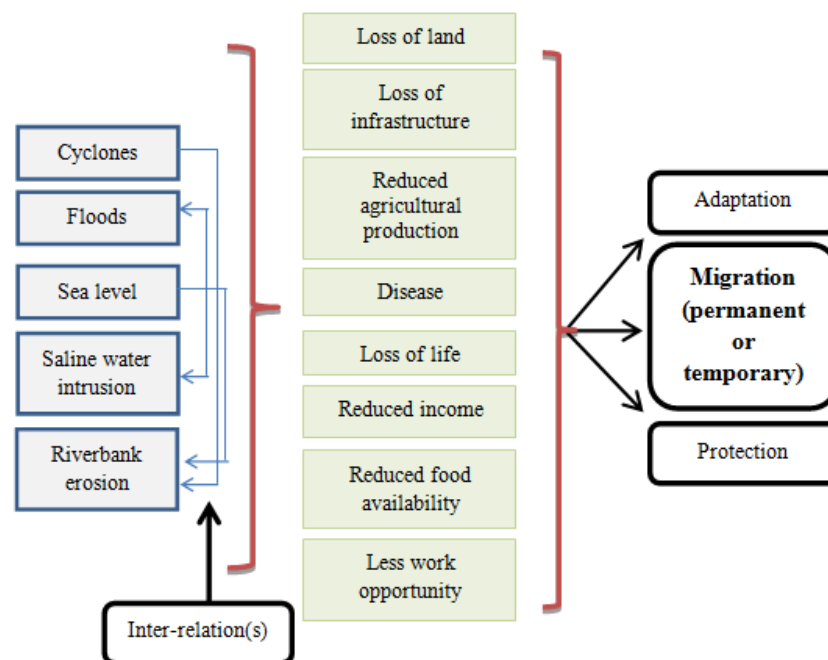 Cyclones
Floods
Sea level
Saline water
intrusion
Riverbank
erosion
Inter-relation(s)
Loss of land
Loss of
infrastructure
Reduced
agricultural
production
Disease
Loss of life
Reduced income
Reduced food
availability
Less work
opportunity
Adaptation
Migration
(permanent
or
temporary)
Protection